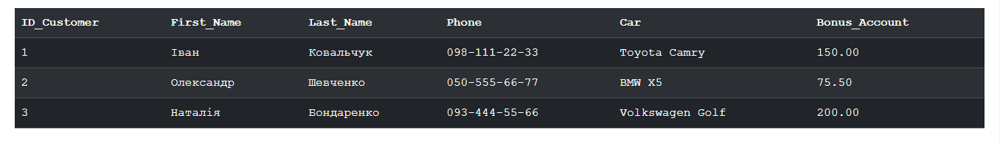 ID_Customer First_Name Last_Name Phone Car Bonus_Account
1 Іван Ковальчук 098-111-22-33 Toyota Camry 150.00
2 Олександр Шевченко 050-555-66-77 BMW X5 75.50
3 Наталія Бондаренко 093-444-55-66 Volkswagen Golf 200.00